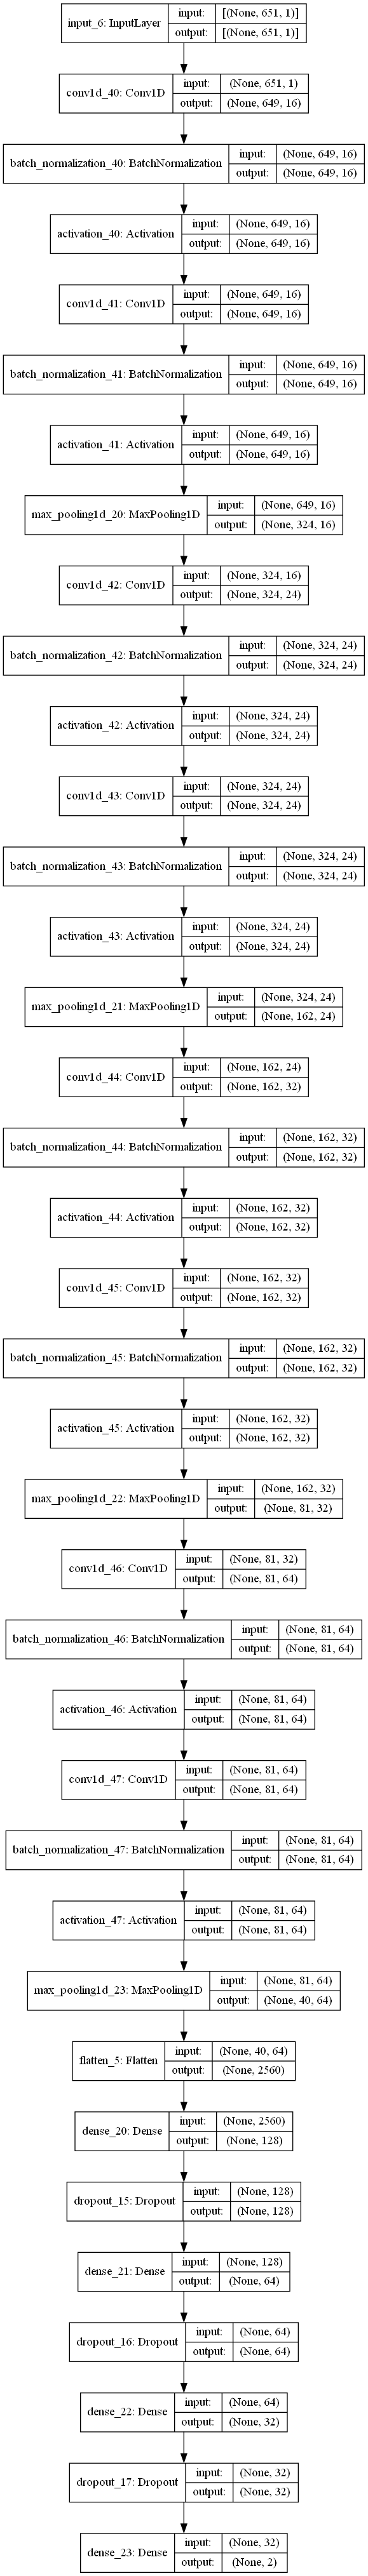 input_6: InputLayer
input: [(None, 651, 1)]
output: [(None, 651, 1)]
conv1d_40: Conv1D
input: (None, 651, 1)
output: (None, 649, 16)
batch_normalization_40: BatchNormalization
input: (None, 649, 16)
output: (None, 649, 16)
activation_40: Activation
input: (None, 649, 16)
output: (None, 649, 16)
conv1d_41: Conv1D
input: (None, 649, 16)
output: (None, 649, 16)
batch_normalization_41: BatchNormalization
input: (None, 649, 16)
output: (None, 649, 16)
activation_41: Activation
input: (None, 649, 16)
output: (None, 649, 16)
max_pooling1d_20: MaxPooling1D
input: (None, 649, 16)
output: (None, 324, 16)
conv1d_42: Conv1D
input: (None, 324, 16)
output: (None, 324, 24)
batch_normalization_42: BatchNormalization
input: (None, 324, 24)
output: (None, 324, 24)
activation_42: Activation
input: (None, 324, 24)
output: (None, 324, 24)
conv1d_43: Conv1D
input: (None, 324, 24)
output: (None, 324, 24)
batch_normalization_43: BatchNormalization
input: (None, 324, 24)
output: (None, 324, 24)
activation_43: Activation
input: (None, 324, 24)
output: (None, 324, 24)
max_pooling1d_21: MaxPooling1D
input: (None, 324, 24)
output: (None, 162, 24)
conv1d_44: Conv1D
input: (None, 162, 24)
output: (None, 162, 32)
batch_normalization_44: BatchNormalization
input: (None, 162, 32)
output: (None, 162, 32)
activation_44: Activation
input: (None, 162, 32)
output: (None, 162, 32)
conv1d_45: Conv1D
input: (None, 162, 32)
output: (None, 162, 32)
batch_normalization_45: BatchNormalization
input: (None, 162, 32)
output: (None, 162, 32)
activation_45: Activation
input: (None, 162, 32)
output: (None, 162, 32)
max_pooling1d_22: MaxPooling1D
input: (None, 162, 32)
output: (None, 81, 32)
conv1d_46: Conv1D
input: (None, 81, 32)
output: (None, 81, 64)
batch_normalization_46: BatchNormalization
input: (None, 81, 64)
output: (None, 81, 64)
activation_46: Activation
input: (None, 81, 64)
output: (None, 81, 64)
conv1d_47: Conv1D
input: (None, 81, 64)
output: (None, 81, 64)
batch_normalization_47: BatchNormalization
input: (None, 81, 64)
output: (None, 81, 64)
activation_47: Activation
input: (None, 81, 64)
output: (None, 81, 64)
max_pooling1d_23: MaxPooling1D
input: (None, 81, 64)
output: (None, 40, 64)
flatten_5: Flatten
input: (None, 40, 64)
output: (None, 2560)
dense_20: Dense
input: (None, 2560)
output: (None, 128)
dropout_15: Dropout
input: (None, 128)
output: (None, 128)
dense_21: Dense
input: (None, 128)
output: (None, 64)
dropout_16: Dropout
input: (None, 64)
output: (None, 64)
dense_22: Dense
input: (None, 64)
output: (None, 32)
dropout_17: Dropout
input: (None, 32)
output: (None, 32)
dense_23: Dense
input: (None, 32)
output: (None, 2)